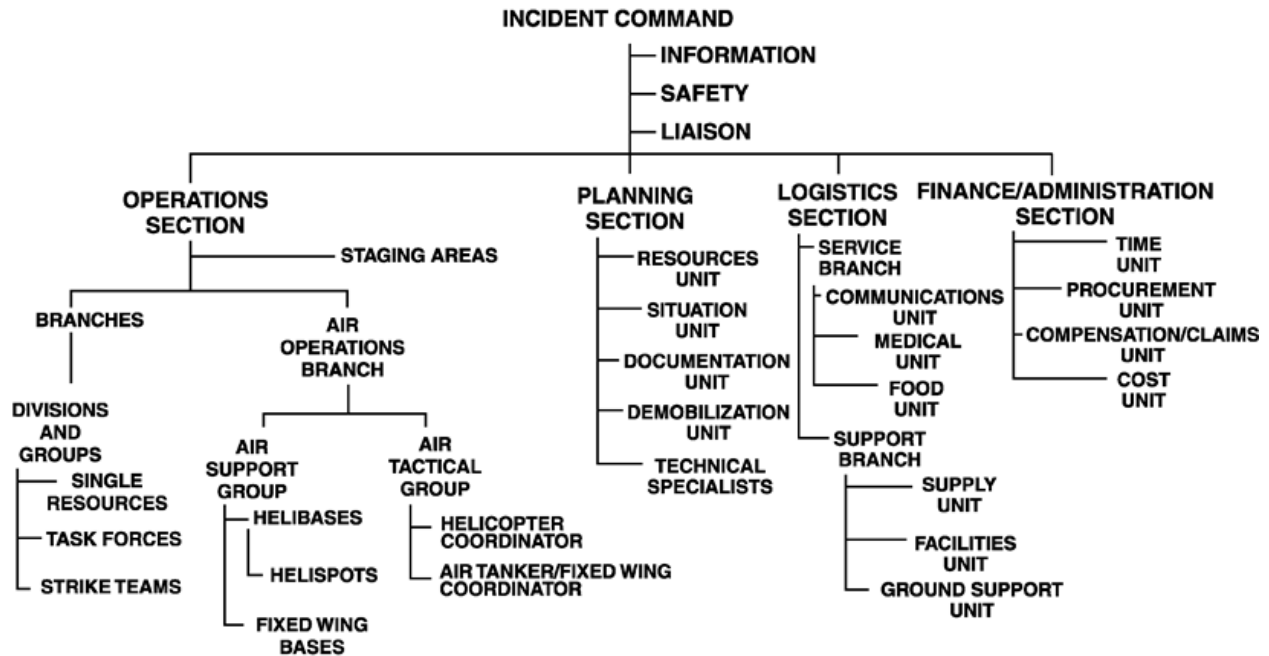 INCIDENT COMMAND
INFORMATION
SAFETY
LIAISON
OPERATIONS
SECTION
STAGING AREAS
BRANCHES
AIR
OPERATIONS
BRANCH
DIVISIONS
AND
GROUPS
SINGLE
RESOURCES
TASK FORCES
STRIKE TEAMS
AIR
SUPPORT
GROUP
HELIBASES
HELISPOTS
FIXED WING
BASES
AIR
TACTICAL
GROUP
HELICOPTER
COORDINATOR
AIR TANKER/FIXED WING
COORDINATOR
PLANNING
SECTION
RESOURCES
UNIT
SITUATION
UNIT
DOCUMENTATION
UNIT
DEMOBILIZATION
UNIT
TECHNICAL
SPECIALISTS
LOGISTICS
SECTION
SERVICE
BRANCH
COMMUNICATIONS
UNIT
MEDICAL
UNIT
FOOD
UNIT
SUPPORT
BRANCH
SUPPLY
UNIT
FACILITIES
UNIT
GROUND SUPPORT
UNIT
FINANCE/ADMINISTRATION
SECTION
TIME
UNIT
PROCUREMENT
UNIT
COMPENSATION/CLAIMS
UNIT
COST
UNIT